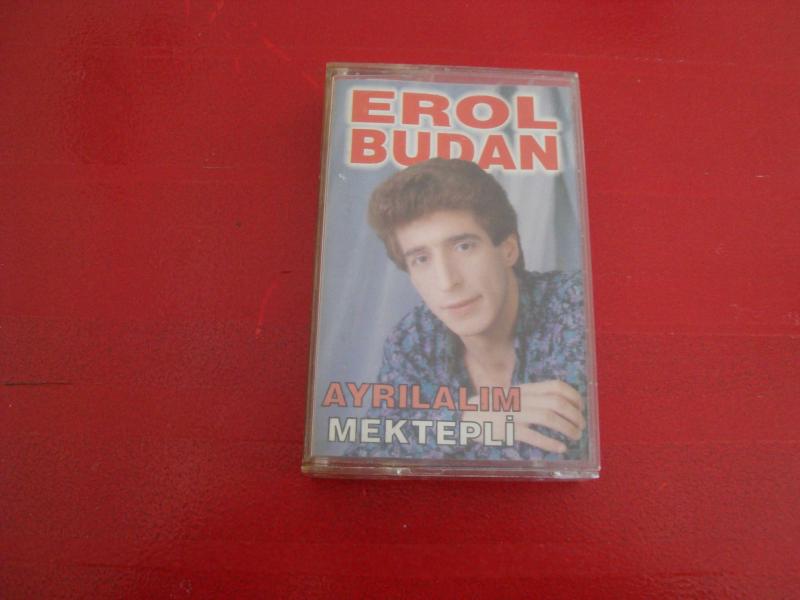 EROL
BUDAN
AYRILALIM
MEKTEPLİ